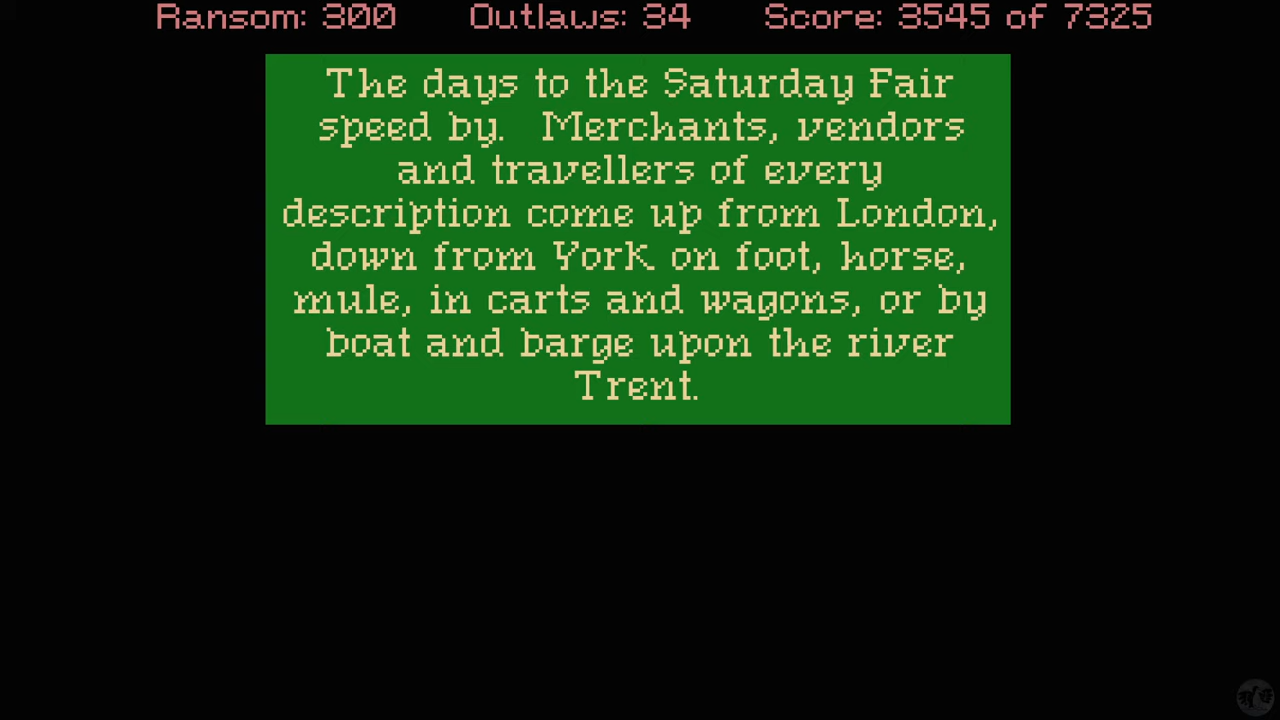 Ransom: 300 Outlaws: 34 Score: 3545 of 7325
The days to the Saturday Fair
speed by. Merchants, vendors
and travellers of every
description come up from London,
down from York on foot, horse,
mule, in carts and wagons, or by
boat and barge upon the river
Trent.